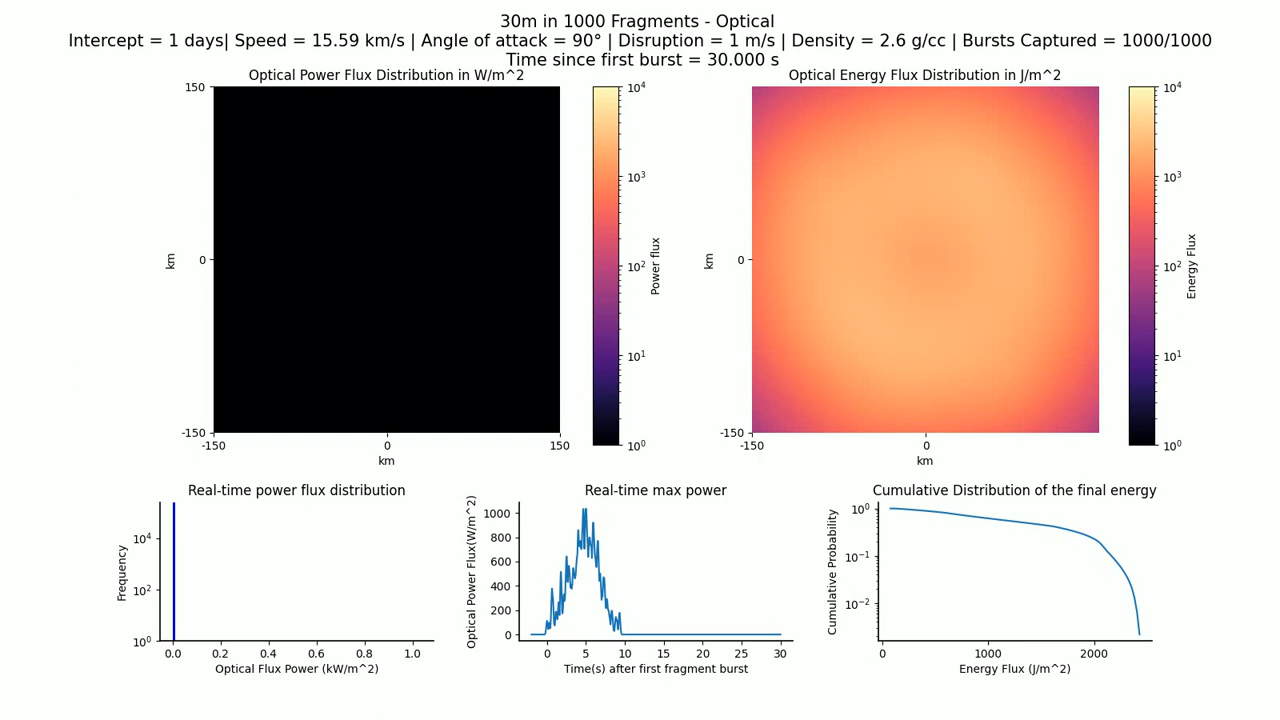 30m in 1000 Fragments - Optical
Intercept = 1 days| Speed = 15.59 km/s | Angle of attack = 90° | Disruption = 1 m/s | Density = 2.6 g/cc | Bursts Captured = 1000/1000
Time since first burst = 30.000 s
Optical Power Flux Distribution in W/m^2
150
0
-150
km
-150
0
150
km
10^4
10^3
10^2
10^1
10^0
Power flux
Optical Energy Flux Distribution in J/m^2
150
0
-150
km
-150
0
km
10^4
10^3
10^2
10^1
10^0
Energy Flux
Real-time power flux distribution
Frequency
10^4
10^2
10^0
0.0 0.2 0.4 0.6 0.8 1.0
Optical Flux Power (kW/m^2)
Real-time max power
Optical Power Flux(W/m^2)
1000
800
600
400
200
0
0 5 10 15 20 25 30
Time(s) after first fragment burst
Cumulative Distribution of the final energy
Cumulative Probability
10^0
10^-1
10^-2
0 1000 2000
Energy Flux (J/m^2)